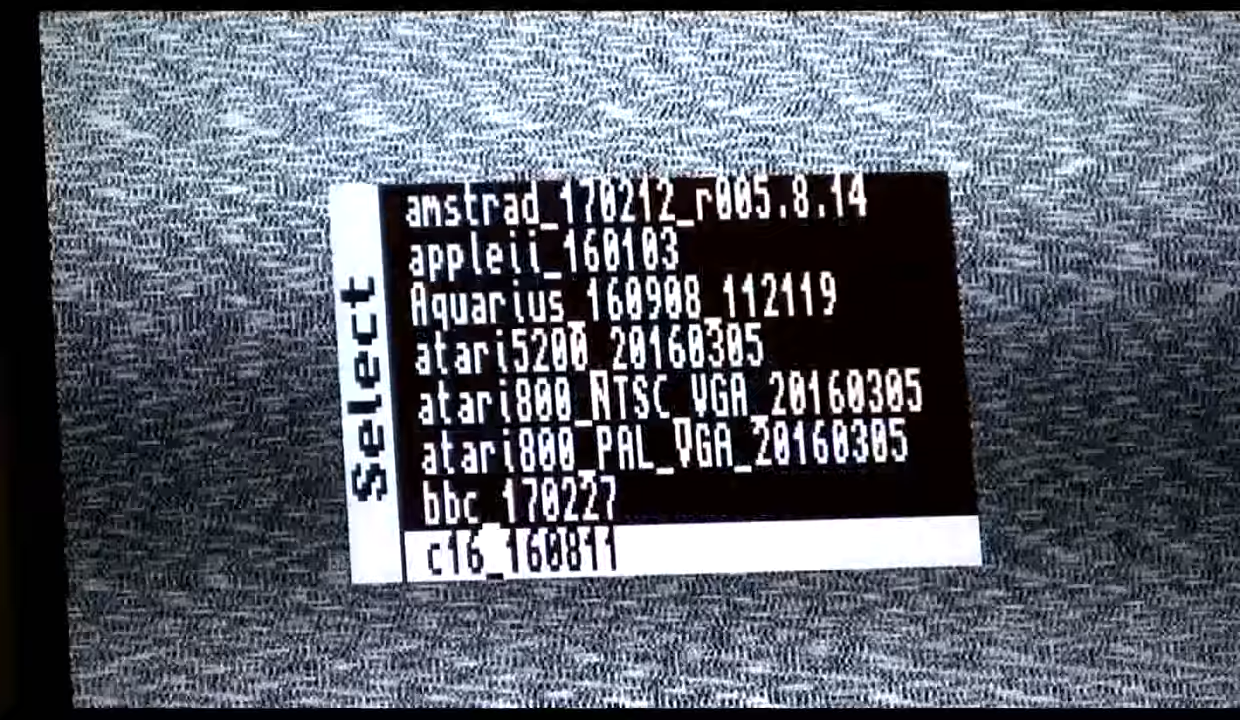 Select
amstrad_170212_r005.8.14
appleii_160103
Aquarius_160908_112119
atari5200_20160305
atari800_NTSC_VGA_20160305
atari800_PAL_VGA_20160305
bbc_170227
c16_160811